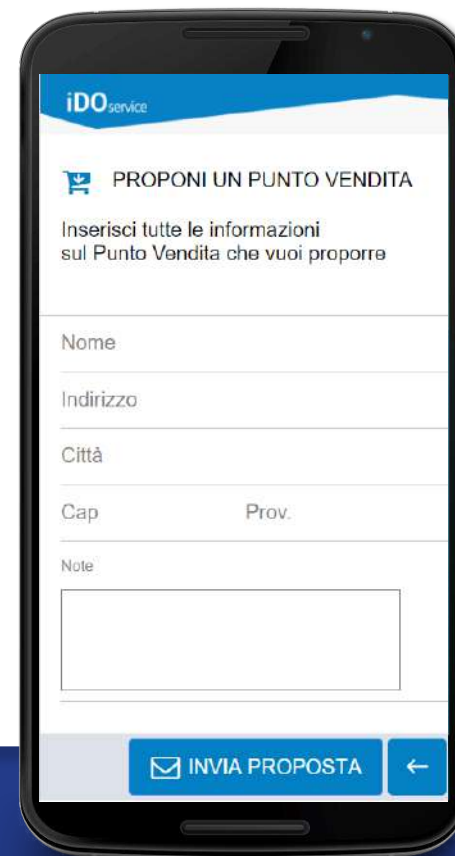 iDOservice
PROPONI UN PUNTO VENDITA
Inserisci tutte le informazioni
sul Punto Vendita che vuoi proporre
Nome
Indirizzo
Città
Cap Prov.
Note
INVIA PROPOSTA